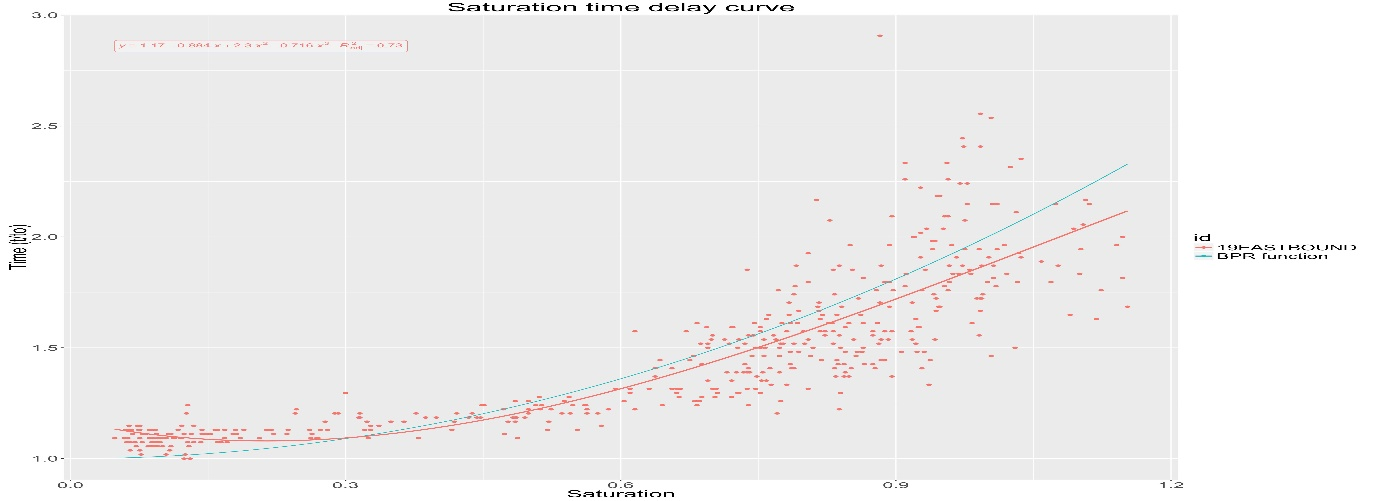 Saturation time delay curve
3.0
2.5
2.0
1.5
1.0
Time (t/to)
0.0 0.3 0.6 0.9 1.2
Saturation
id
19EASTBOUND
BPR function